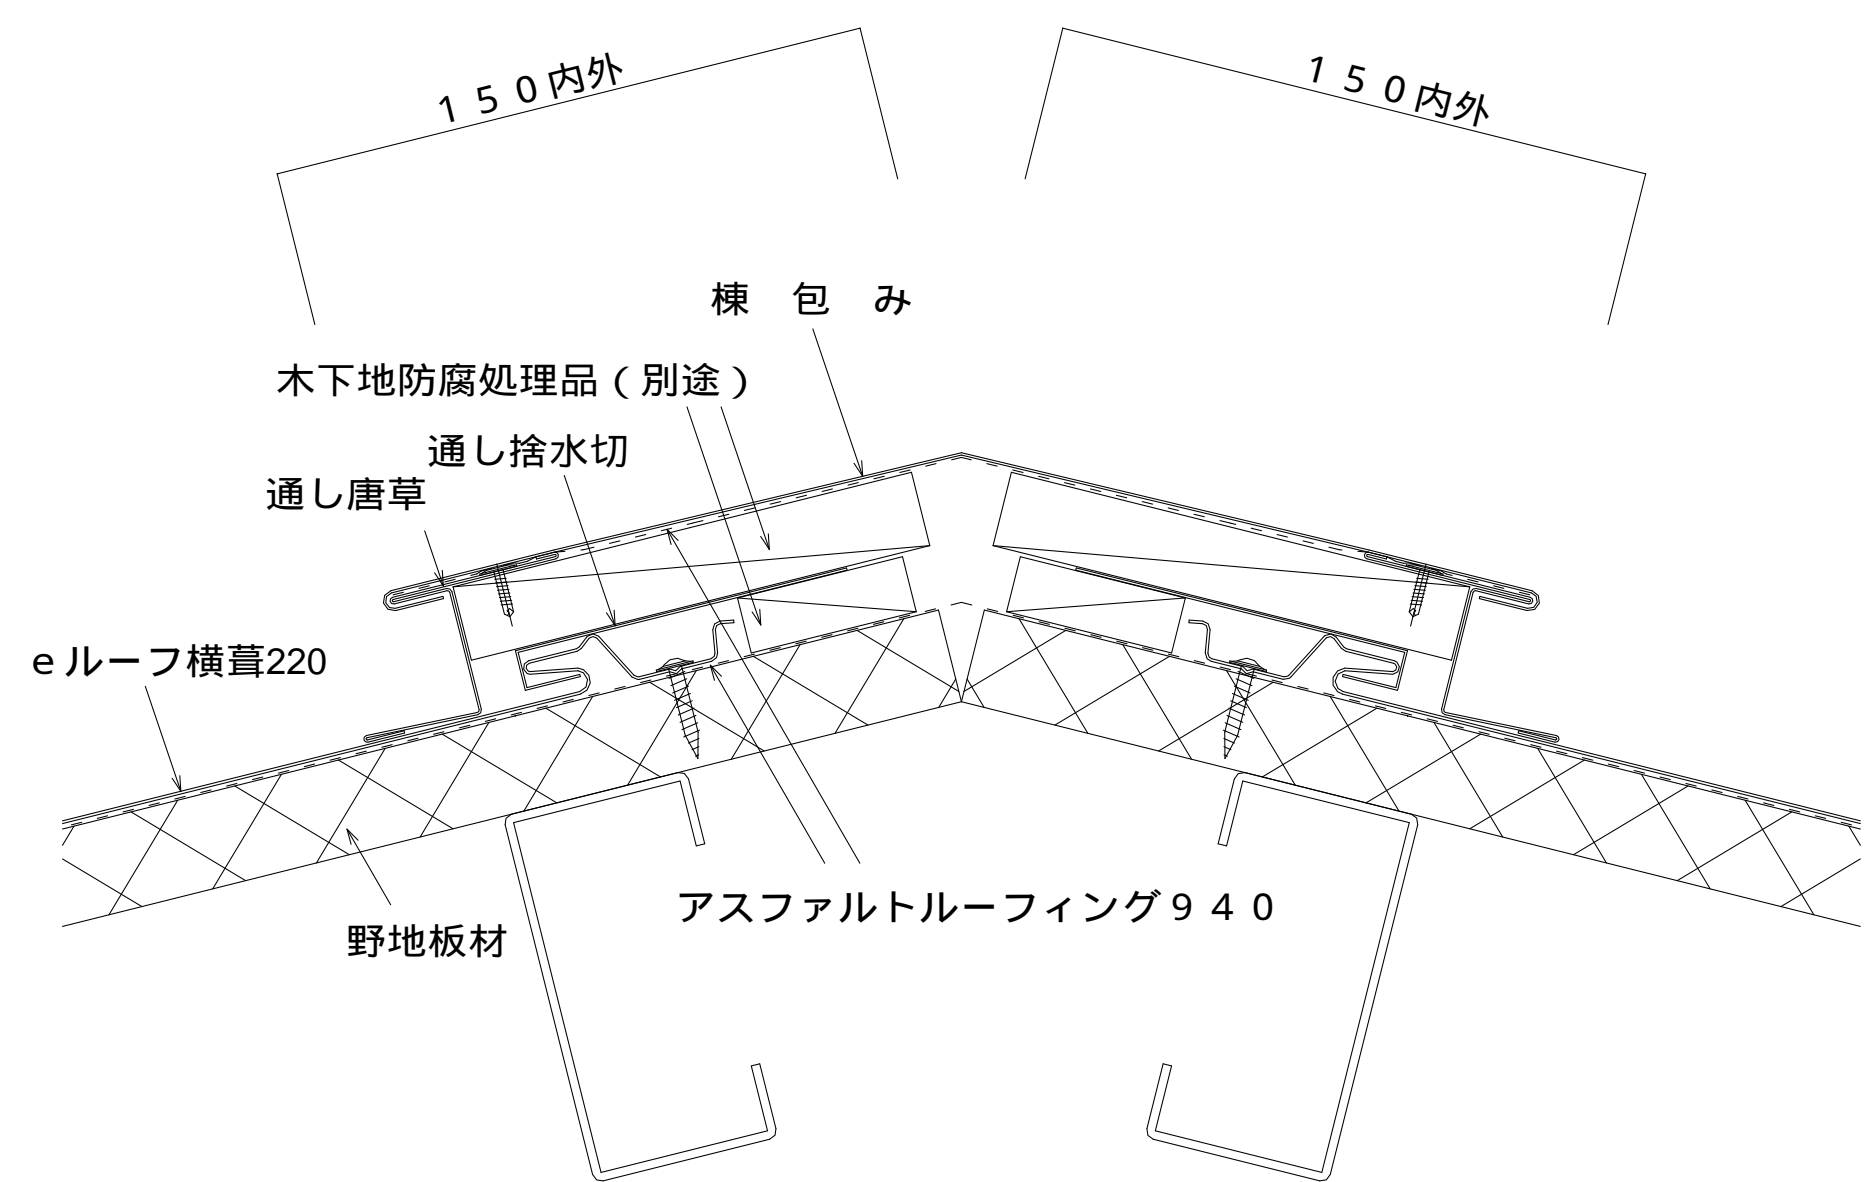 １５０内外
１５０内外
棟　包　み
木下地防腐処理品（別途）
通し捨水切
通し唐草
ｅルーフ横葺220
アスファルトルーフィング９４０
野地板材